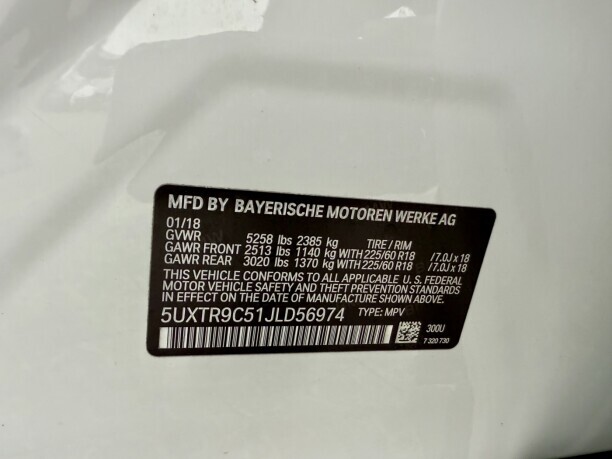 MFD BY BAYERISCHE MOTOREN WERKE AG
01/18
GVWR 5258 lbs 2385 kg TIRE / RIM
GAWR FRONT 2513 lbs 1140 kg WITH 225/60 R18 /7.0J x 18
GAWR REAR 3020 lbs 1370 kg WITH 225/60 R18 /7.0J x 18
THIS VEHICLE CONFORMS TO ALL APPLICABLE U. S. FEDERAL
MOTOR VEHICLE SAFETY AND THEFT PREVENTION STANDARDS
IN EFFECT ON THE DATE OF MANUFACTURE SHOWN ABOVE.
5UXTR9C51JLD56974 TYPE: MPV
300U
7 320 730